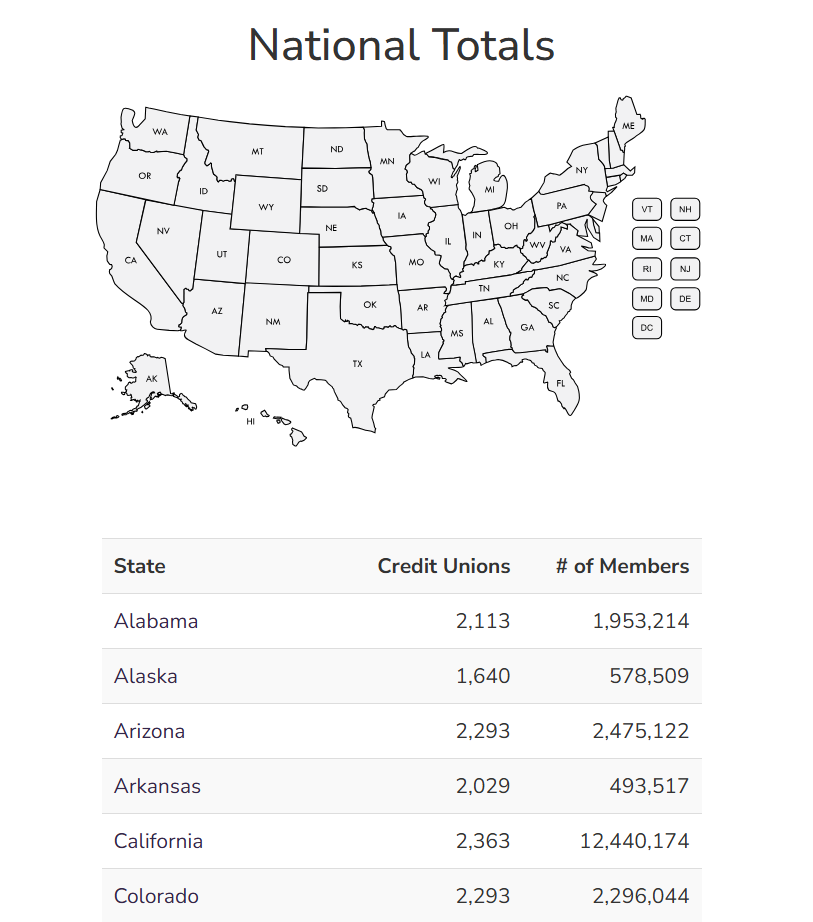 National Totals
WA
MT
ND
MN
ME
OR
ID
SD
WI
MI
NY
WY
IA
PA
VT
NH
NV
NE
IL
IN
OH
MA
CT
CA
UT
CO
KS
MO
KY
WV
VA
RI
NJ
AZ
NM
OK
AR
TN
NC
MD
DE
TX
LA
MS
AL
GA
SC
DC
AK
FL
HI
State Credit Unions # of Members
Alabama 2,113 1,953,214
Alaska 1,640 578,509
Arizona 2,293 2,475,122
Arkansas 2,029 493,517
California 2,363 12,440,174
Colorado 2,293 2,296,044